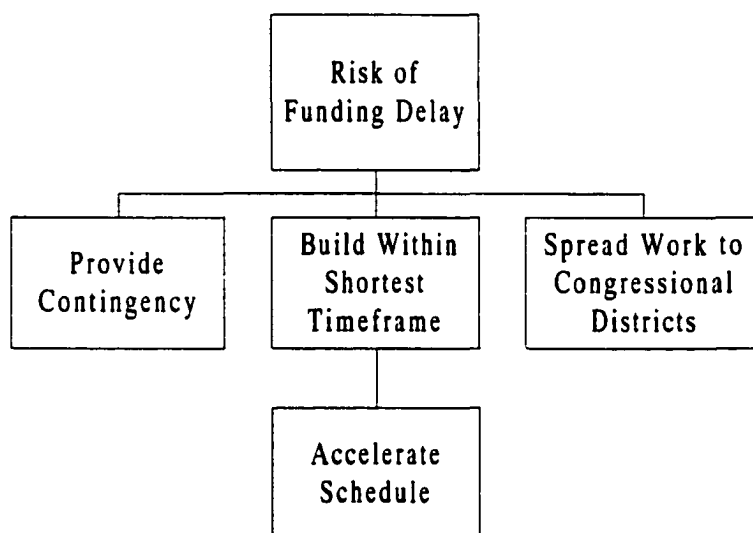 Risk of
Funding Delay
Provide
Contingency
Build Within
Shortest
Timeframe
Spread Work to
Congressional
Districts
Accelerate
Schedule